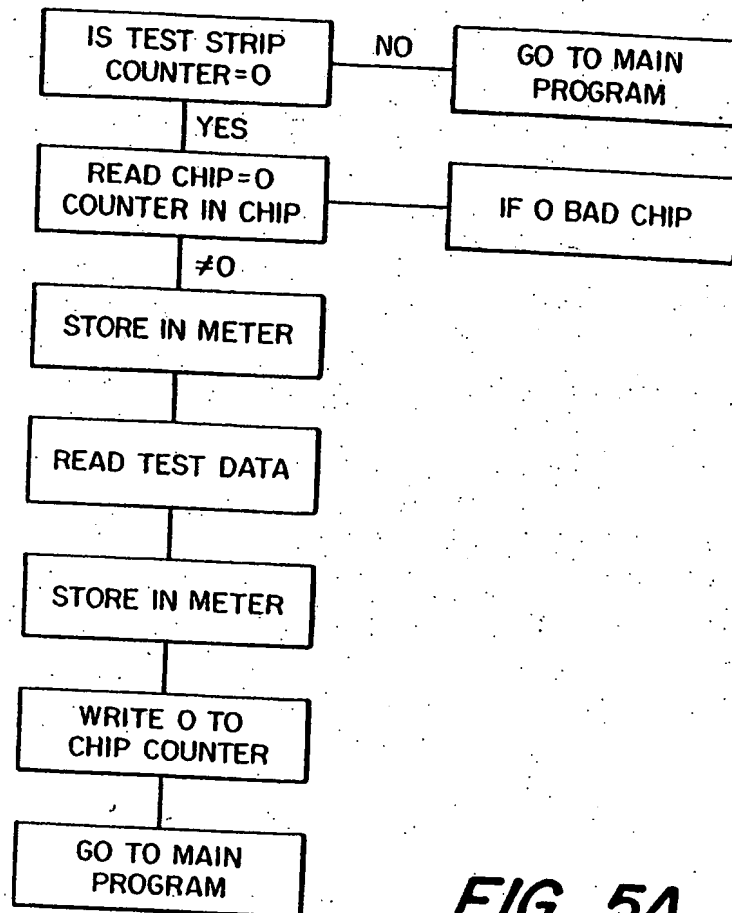 IS TEST STRIP
COUNTER=0
NO
GO TO MAIN
PROGRAM
YES
READ CHIP=0
COUNTER IN CHIP
IF 0 BAD CHIP
≠0
STORE IN METER
READ TEST DATA
STORE IN METER
WRITE 0 TO
CHIP COUNTER
GO TO MAIN
PROGRAM
FIG. 5A